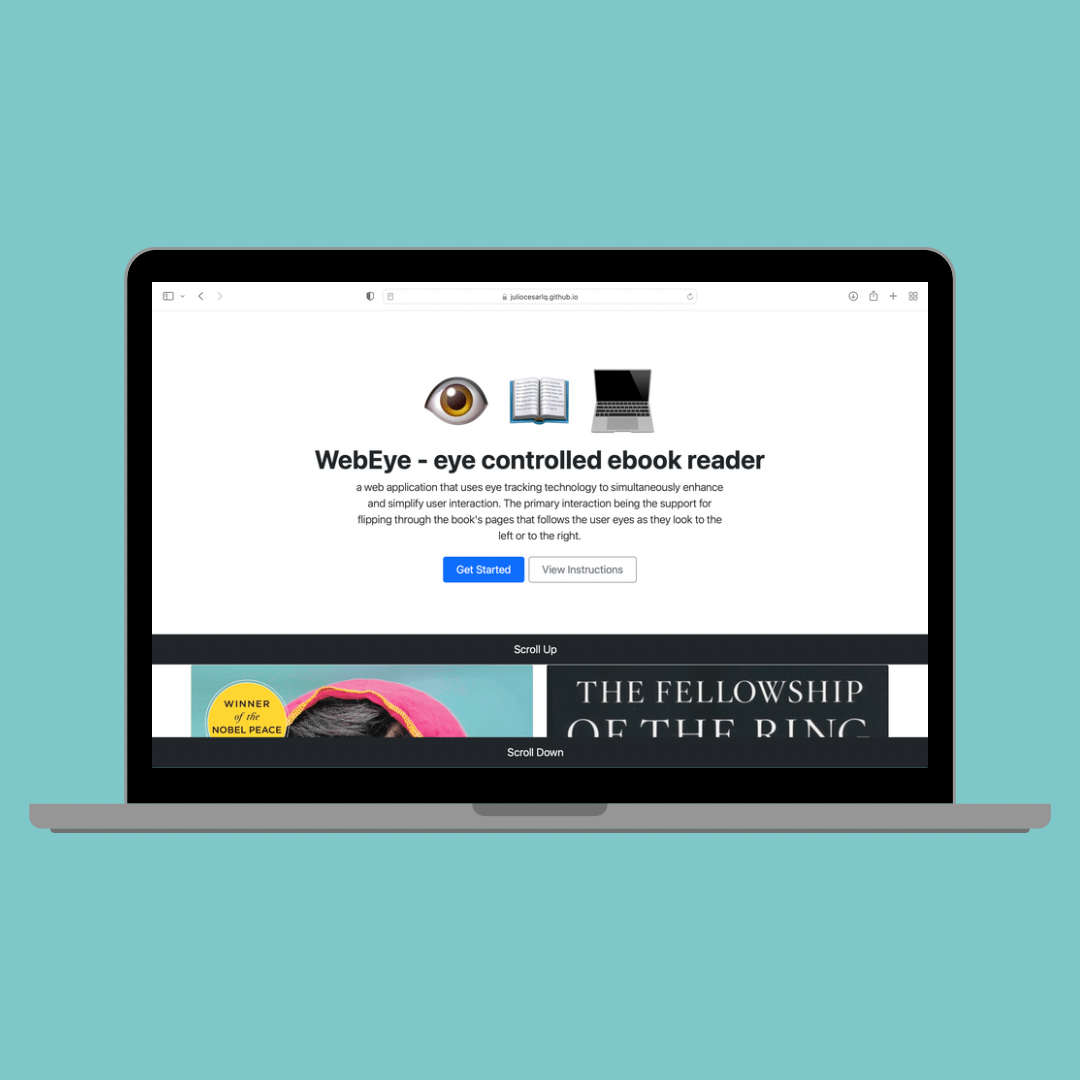 juliocesarlq.github.io
WebEye - eye controlled ebook reader
a web application that uses eye tracking technology to simultaneously enhance
and simplify user interaction. The primary interaction being the support for
flipping through the book's pages that follows the user eyes as they look to the
left or to the right.
Get Started
View Instructions
Scroll Up
WINNER
of the
NOBEL PEACE
THE FELLOWSHIP
OF THE RING
Scroll Down